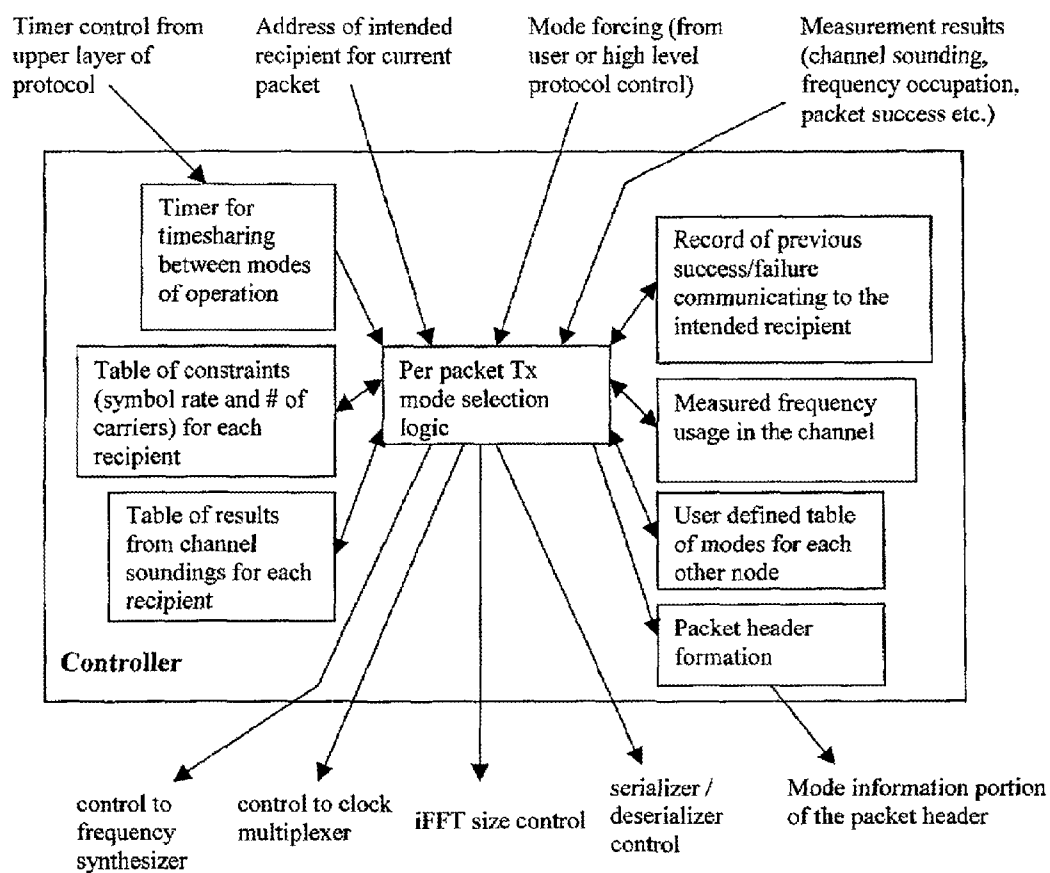 Timer control from
upper layer of
protocol
Address of intended
recipient for current
packet
Mode forcing (from
user or high level
protocol control)
Measurement results
(channel sounding,
frequency occupation,
packet success etc.)
Timer for
timesharing
between modes
of operation
Record of previous
success/failure
communicating to the
intended recipient
Table of constraints
(symbol rate and # of
carriers) for each
recipient
Per packet Tx
mode selection
logic
Measured frequency
usage in the channel
Table of results
from channel
soundings for each
recipient
User defined table
of modes for each
other node
Packet header
formation
Controller
control to
frequency
synthesizer
control to clock
multiplexer
iFFT size control
serializer /
deserializer
control
Mode information portion
of the packet header